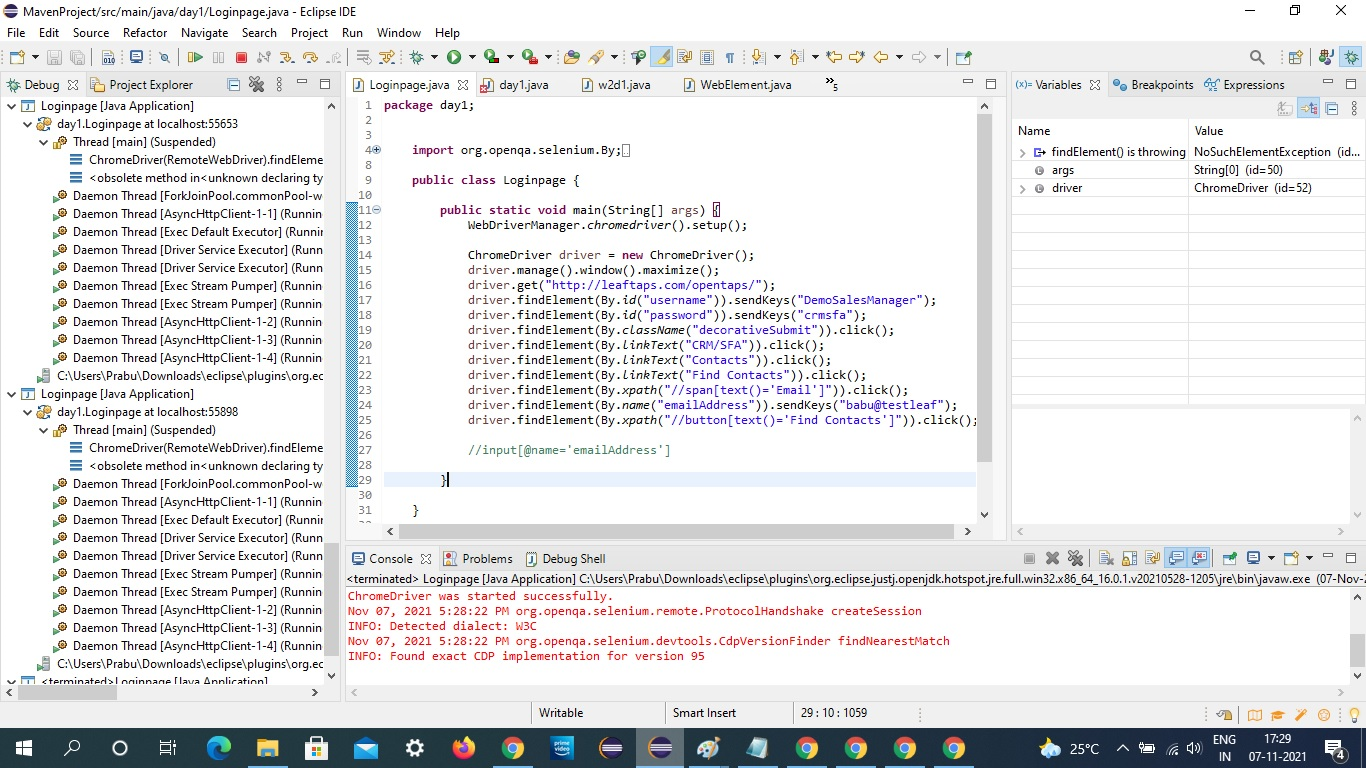 MavenProject/src/main/java/day1/Loginpage.java - Eclipse IDE
File Edit Source Refactor Navigate Search Project Run Window Help
Debug Project Explorer
Loginpage [Java Application]
day1.Loginpage at localhost:55653
Thread [main] (Suspended)
ChromeDriver(RemoteWebDriver).findEleme
<obsolete method in<unknown declaring ty
Daemon Thread [ForkJoinPool.commonPool-w
Daemon Thread [AsyncHttpClient-1-1] (Runnin
Daemon Thread [Exec Default Executor] (Runnin
Daemon Thread [Driver Service Executor] (Runnin
Daemon Thread [Driver Service Executor] (Runnin
Daemon Thread [Exec Stream Pumper] (Runnin
Daemon Thread [Exec Stream Pumper] (Runnin
Daemon Thread [AsyncHttpClient-1-2] (Runnin
Daemon Thread [AsyncHttpClient-1-3] (Runnin
Daemon Thread [AsyncHttpClient-1-4] (Runnin
C:\Users\Prabu\Downloads\eclipse\plugins\org.ec
Loginpage [Java Application]
day1.Loginpage at localhost:55898
Thread [main] (Suspended)
ChromeDriver(RemoteWebDriver).findEleme
<obsolete method in<unknown declaring ty
Daemon Thread [ForkJoinPool.commonPool-w
Daemon Thread [AsyncHttpClient-1-1] (Runnin
Daemon Thread [Exec Default Executor] (Runnin
Daemon Thread [Driver Service Executor] (Runnin
Daemon Thread [Driver Service Executor] (Runnin
Daemon Thread [Exec Stream Pumper] (Runnin
Daemon Thread [Exec Stream Pumper] (Runnin
Daemon Thread [AsyncHttpClient-1-2] (Runnin
Daemon Thread [AsyncHttpClient-1-3] (Runnin
Daemon Thread [AsyncHttpClient-1-4] (Runnin
C:\Users\Prabu\Downloads\eclipse\plugins\org.ec
<terminated>Loginpage [Java Application]
Loginpage.java day1.java w2d1.java WebElement.java »5
1 package day1;
2
3
4 import org.openqa.selenium.By;
8
9 public class Loginpage {
10
11 public static void main(String[] args) {
12 WebDriverManager.chromedriver().setup();
13
14 ChromeDriver driver = new ChromeDriver();
15 driver.manage().window().maximize();
16 driver.get("http://leaftaps.com/opentaps/");
17 driver.findElement(By.id("username")).sendKeys("DemoSalesManager");
18 driver.findElement(By.id("password")).sendKeys("crmsfa");
19 driver.findElement(By.className("decorativeSubmit")).click();
20 driver.findElement(By.linkText("CRM/SFA")).click();
21 driver.findElement(By.linkText("Contacts")).click();
22 driver.findElement(By.linkText("Find Contacts")).click();
23 driver.findElement(By.xpath("//span[text()='Email']")).click();
24 driver.findElement(By.name("emailAddress")).sendKeys("babu@testleaf");
25 driver.findElement(By.xpath("//button[text()='Find Contacts']")).click();
26
27 //input[@name='emailAddress']
28
29 }
30
31 }
(x)= Variables Breakpoints Expressions
Name Value
findElement() is throwing NoSuchElementException (id...
args String[0] (id=50)
driver ChromeDriver (id=52)
Console Problems Debug Shell
<terminated> Loginpage [Java Application] C:\Users\Prabu\Downloads\eclipse\plugins\org.eclipse.justj.openjdk.hotspot.jre.full.win32.x86_64_16.0.1.v20210528-1205\jre\bin\javaw.exe (07-Nov-2
ChromeDriver was started successfully.
Nov 07, 2021 5:28:22 PM org.openqa.selenium.remote.ProtocolHandshake createSession
INFO: Detected dialect: W3C
Nov 07, 2021 5:28:22 PM org.openqa.selenium.devtools.CdpVersionFinder findNearestMatch
INFO: Found exact CDP implementation for version 95
Writable Smart Insert 29 : 10 : 1059
prime video
25°C ENG IN 17:29 07-11-2021 4